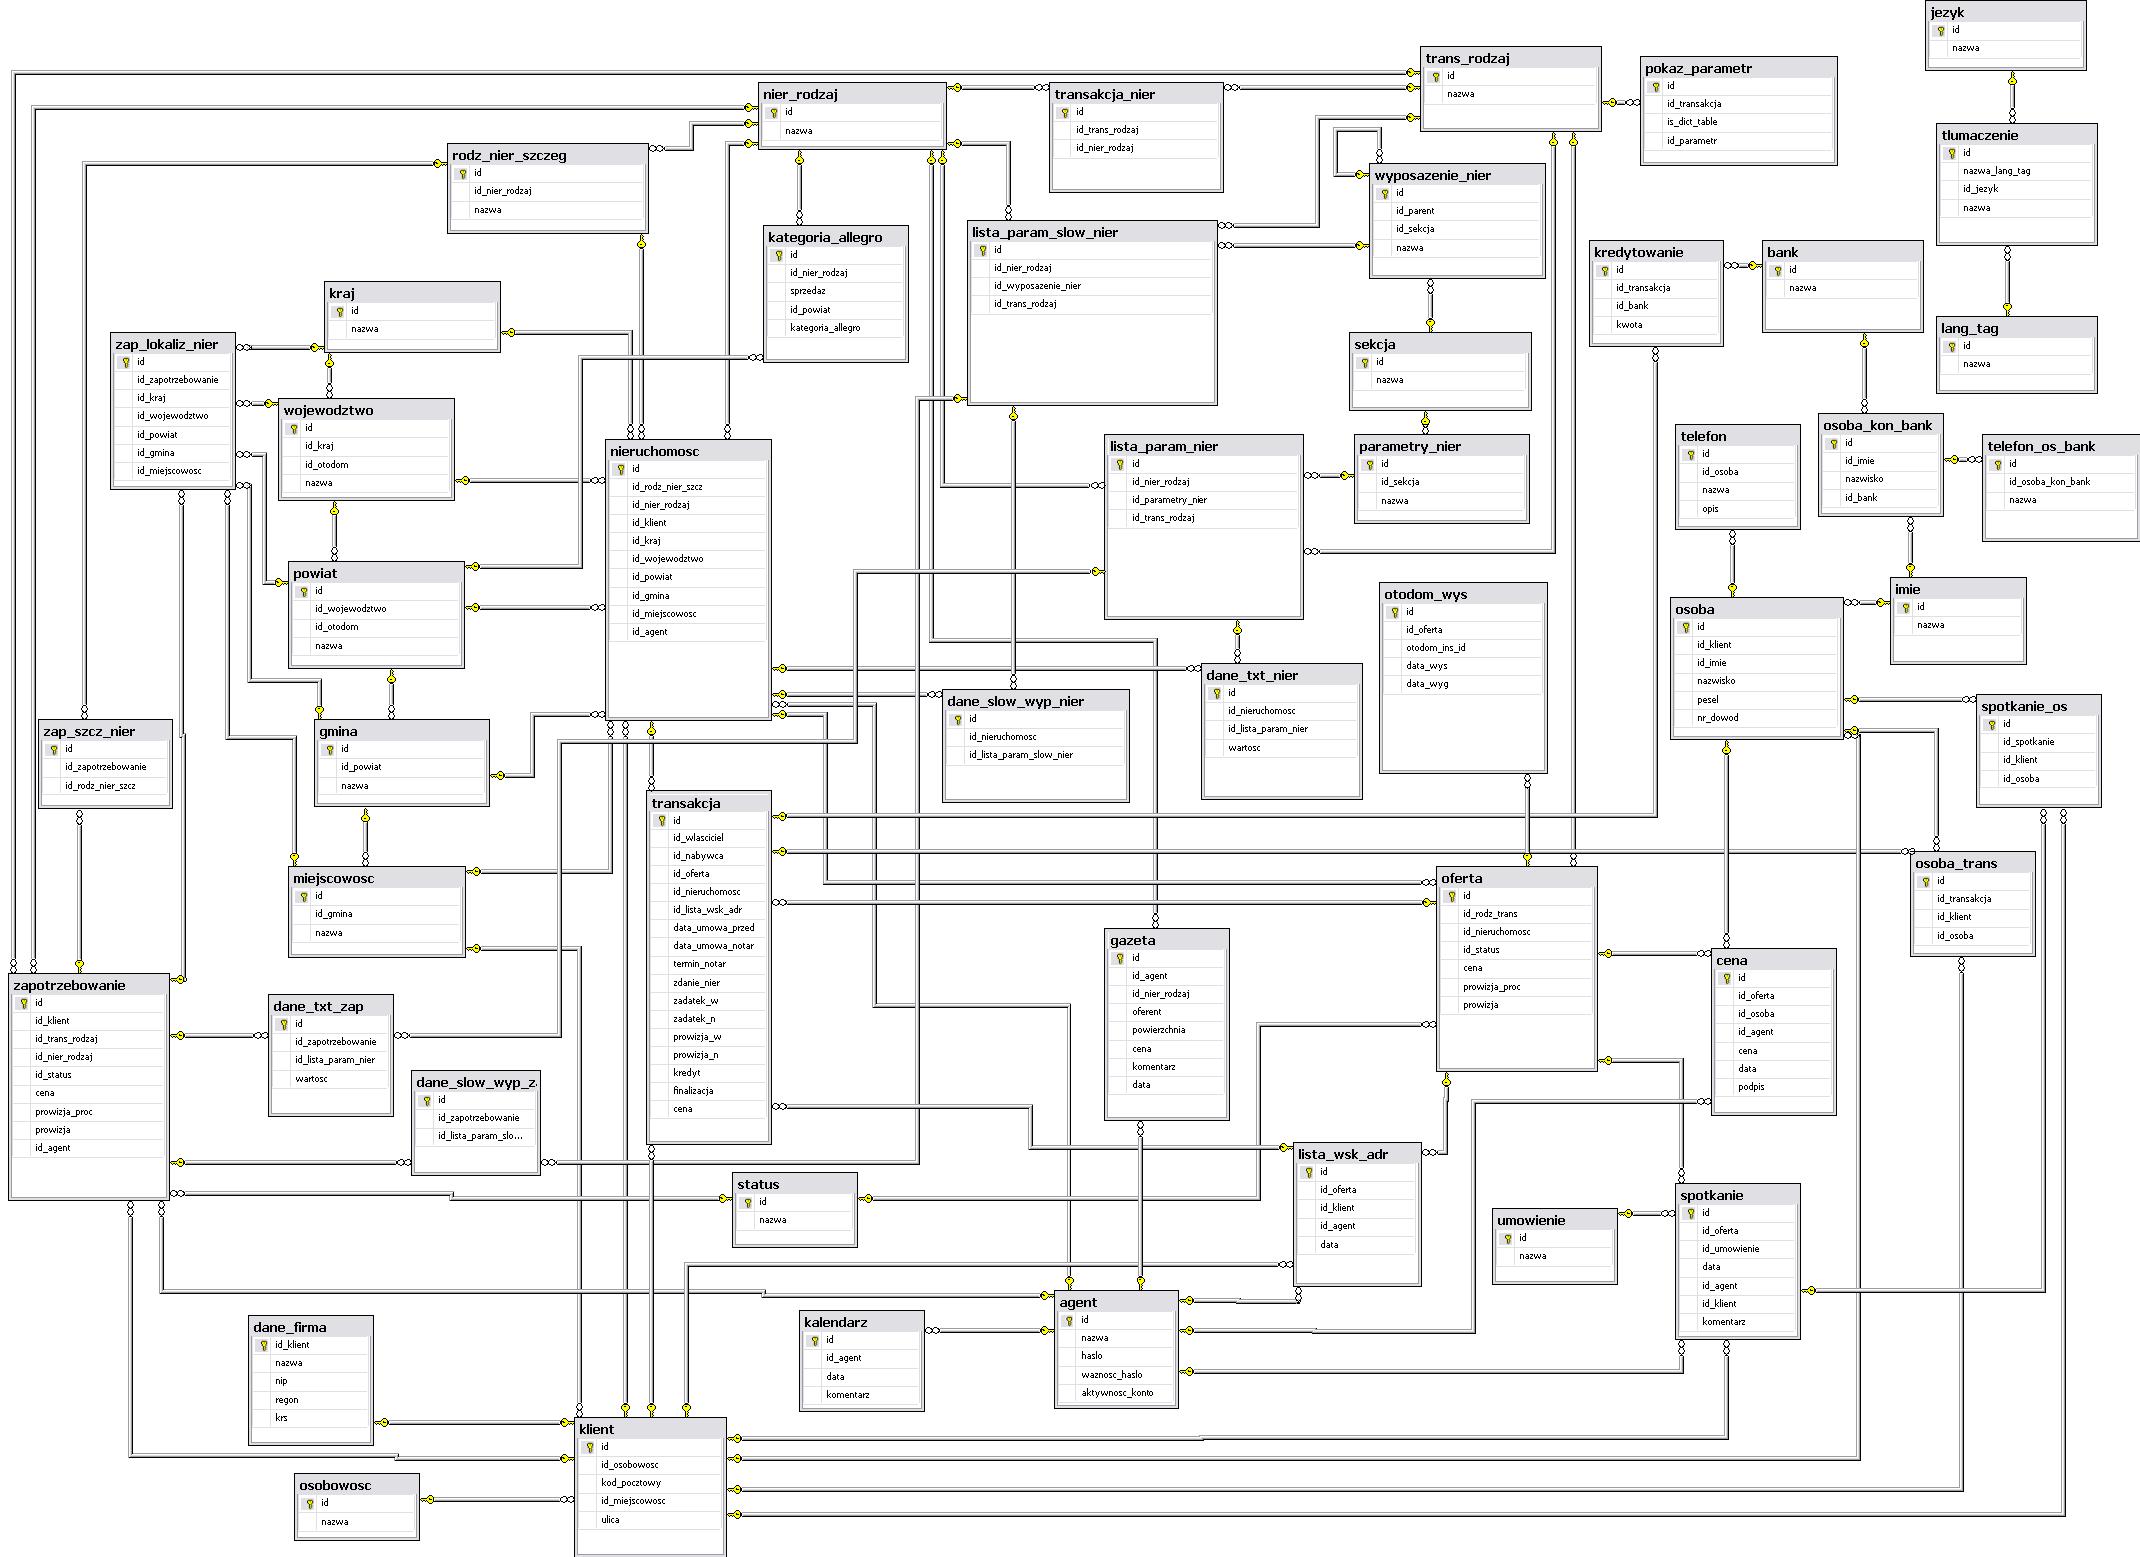 jezyk
id
nazwa
trans_rodzaj
id
nazwa
pokaz_parametr
id
id_transakcja
is_dict_table
id_parametr
nier_rodzaj
id
nazwa
transakcja_nier
id
id_trans_rodzaj
id_nier_rodzaj
tlumaczenie
id
nazwa_lang_tag
id_jezyk
nazwa
rodz_nier_szczeg
id
id_nier_rodzaj
nazwa
wyposazenie_nier
id
id_parent
id_sekcja
nazwa
kategoria_allegro
id
id_nier_rodzaj
sprzedaz
id_powiat
kategoria_allegro
lista_param_slow_nier
id
id_nier_rodzaj
id_wyposazenie_nier
id_trans_rodzaj
kredytowanie
id
id_transakcja
id_bank
kwota
bank
id
nazwa
kraj
id
nazwa
lang_tag
id
nazwa
zap_lokaliz_nier
id
id_zapotrzebowanie
id_kraj
id_wojewodztwo
id_powiat
id_gmina
id_miejscowosc
sekcja
id
nazwa
wojewodztwo
id
id_kraj
id_otodom
nazwa
osoba_kon_bank
id
id_imie
nazwisko
id_bank
telefon
id
id_osoba
nazwa
opis
telefon_os_bank
id
id_osoba_kon_bank
nazwa
nieruchomosc
id
id_rodz_nier_szcz
id_nier_rodzaj
id_klient
id_kraj
id_wojewodztwo
id_powiat
id_gmina
id_miejscowosc
id_agent
lista_param_nier
id
id_nier_rodzaj
id_parametry_nier
id_trans_rodzaj
parametry_nier
id
id_sekcja
nazwa
powiat
id
id_wojewodztwo
id_otodom
nazwa
otodom_wys
id
id_oferta
otodom_ins_id
data_wys
data_wyg
imie
id
nazwa
osoba
id
id_klient
id_imie
nazwisko
pesel
nr_dowod
dane_txt_nier
id
id_nieruchomosc
id_lista_param_nier
wartosc
dane_slow_wyp_nier
id
id_nieruchomosc
id_lista_param_slow_nier
spotkanie_os
id
id_spotkanie
id_klient
id_osoba
zap_szcz_nier
id
id_zapotrzebowanie
id_rodz_nier_szcz
gmina
id
id_powiat
nazwa
transakcja
id
id_wlasciciel
id_nabywca
id_oferta
id_nieruchomosc
id_lista_wsk_adr
data_umowa_przed
data_umowa_notar
termin_notar
zdanie_nier
zadatek_w
zadatek_n
prowizja_w
prowizja_n
kredyt
finalizacja
cena
osoba_trans
id
id_transakcja
id_klient
id_osoba
miejscowosc
id
id_gmina
nazwa
oferta
id
id_rodz_trans
id_nieruchomosc
id_status
cena
prowizja_proc
prowizja
gazeta
id
id_agent
id_nier_rodzaj
oferent
powierzchnia
cena
komentarz
data
cena
id
id_oferta
id_osoba
id_agent
cena
data
podpis
zapotrzebowanie
id
id_klient
id_trans_rodzaj
id_nier_rodzaj
id_status
cena
prowizja_proc
prowizja
id_agent
dane_txt_zap
id
id_zapotrzebowanie
id_lista_param_nier
wartosc
dane_slow_wyp_z
id
id_zapotrzebowanie
id_lista_param_slo...
lista_wsk_adr
id
id_oferta
id_klient
id_agent
data
status
id
nazwa
spotkanie
id
id_oferta
id_umowienie
data
id_agent
id_klient
komentarz
umowienie
id
nazwa
agent
id
nazwa
haslo
waznosc_haslo
aktywnosc_konto
kalendarz
id
id_agent
data
komentarz
dane_firma
id_klient
nazwa
nip
regon
krs
klient
id
id_osobowosc
kod_pocztowy
id_miejscowosc
ulica
osobowosc
id
nazwa